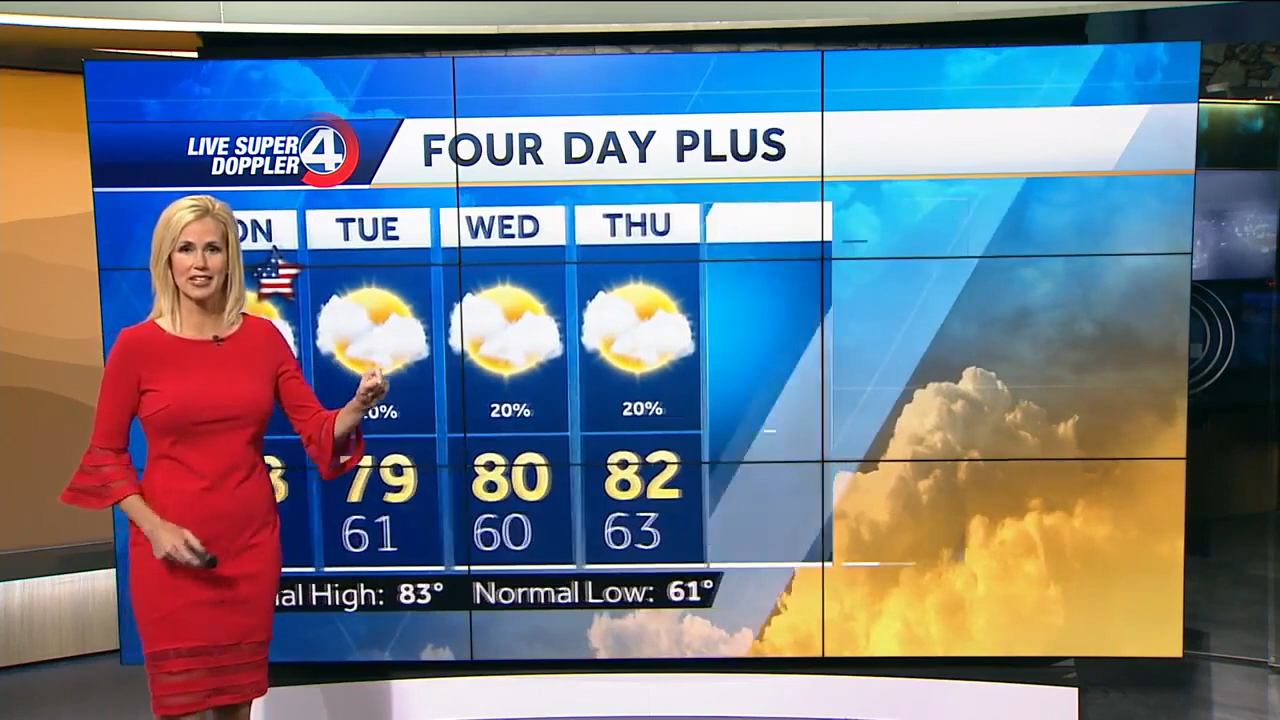 LIVE SUPER
DOPPLER 4
FOUR DAY PLUS
TUE WED THU
20% 20%
79 80 82
61 60 63
High: 83° Normal Low: 61°